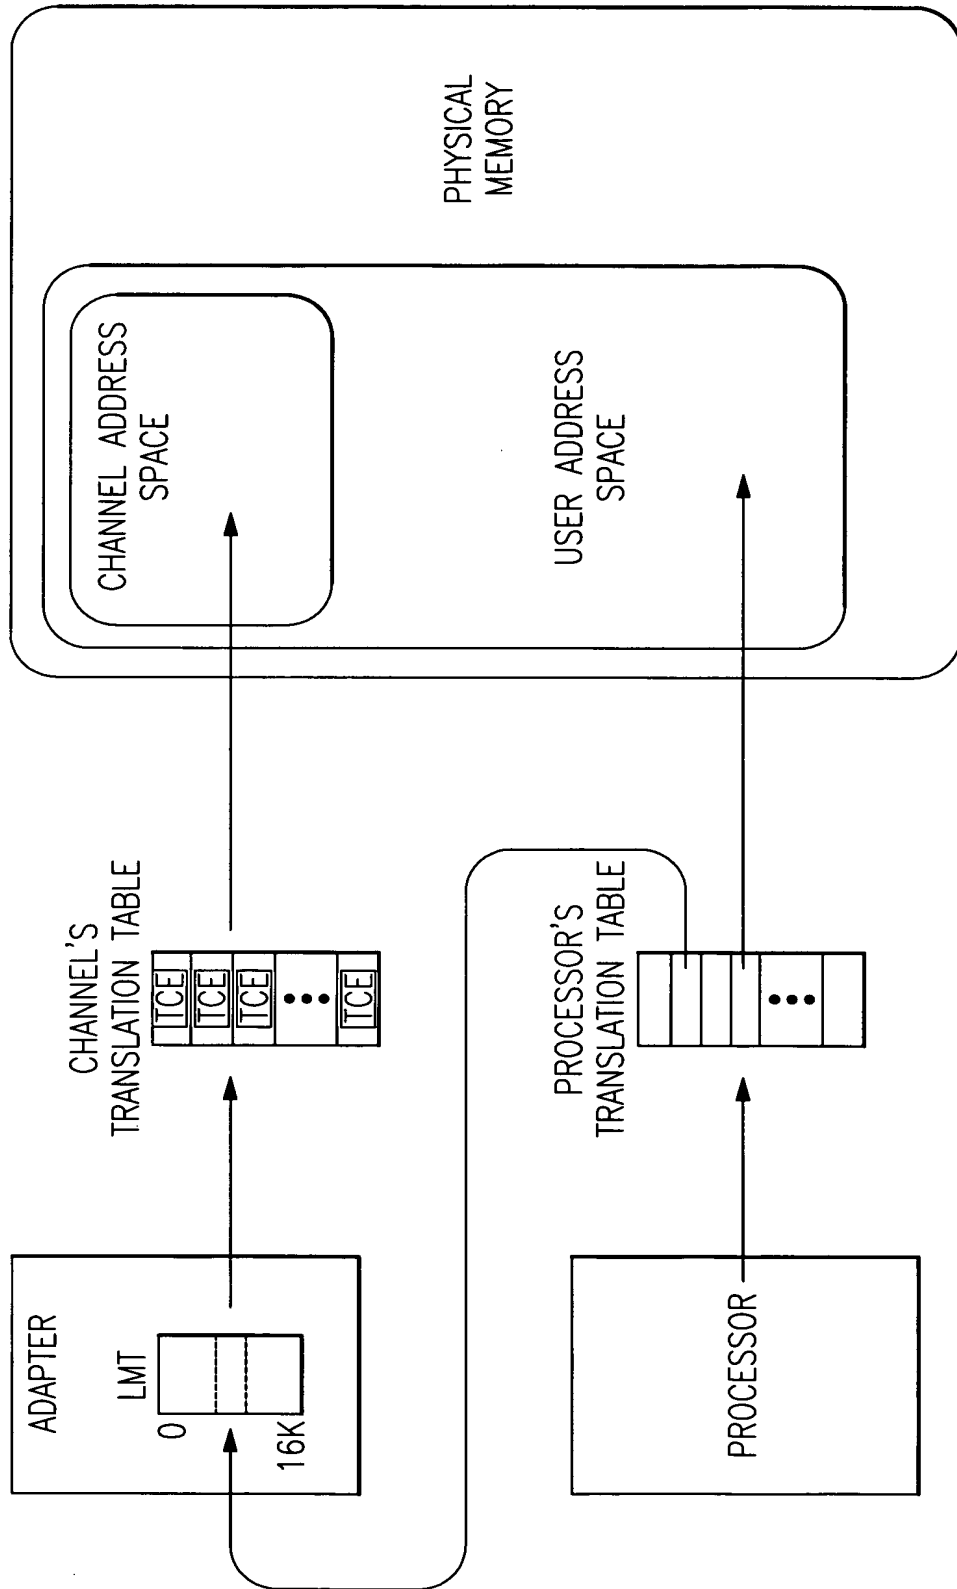 ADAPTER
LMT
0
16K
CHANNEL'S
TRANSLATION TABLE
TCE
TCE
TCE
TCE
CHANNEL ADDRESS
SPACE
PHYSICAL
MEMORY
PROCESSOR
PROCESSOR'S
TRANSLATION TABLE
USER ADDRESS
SPACE